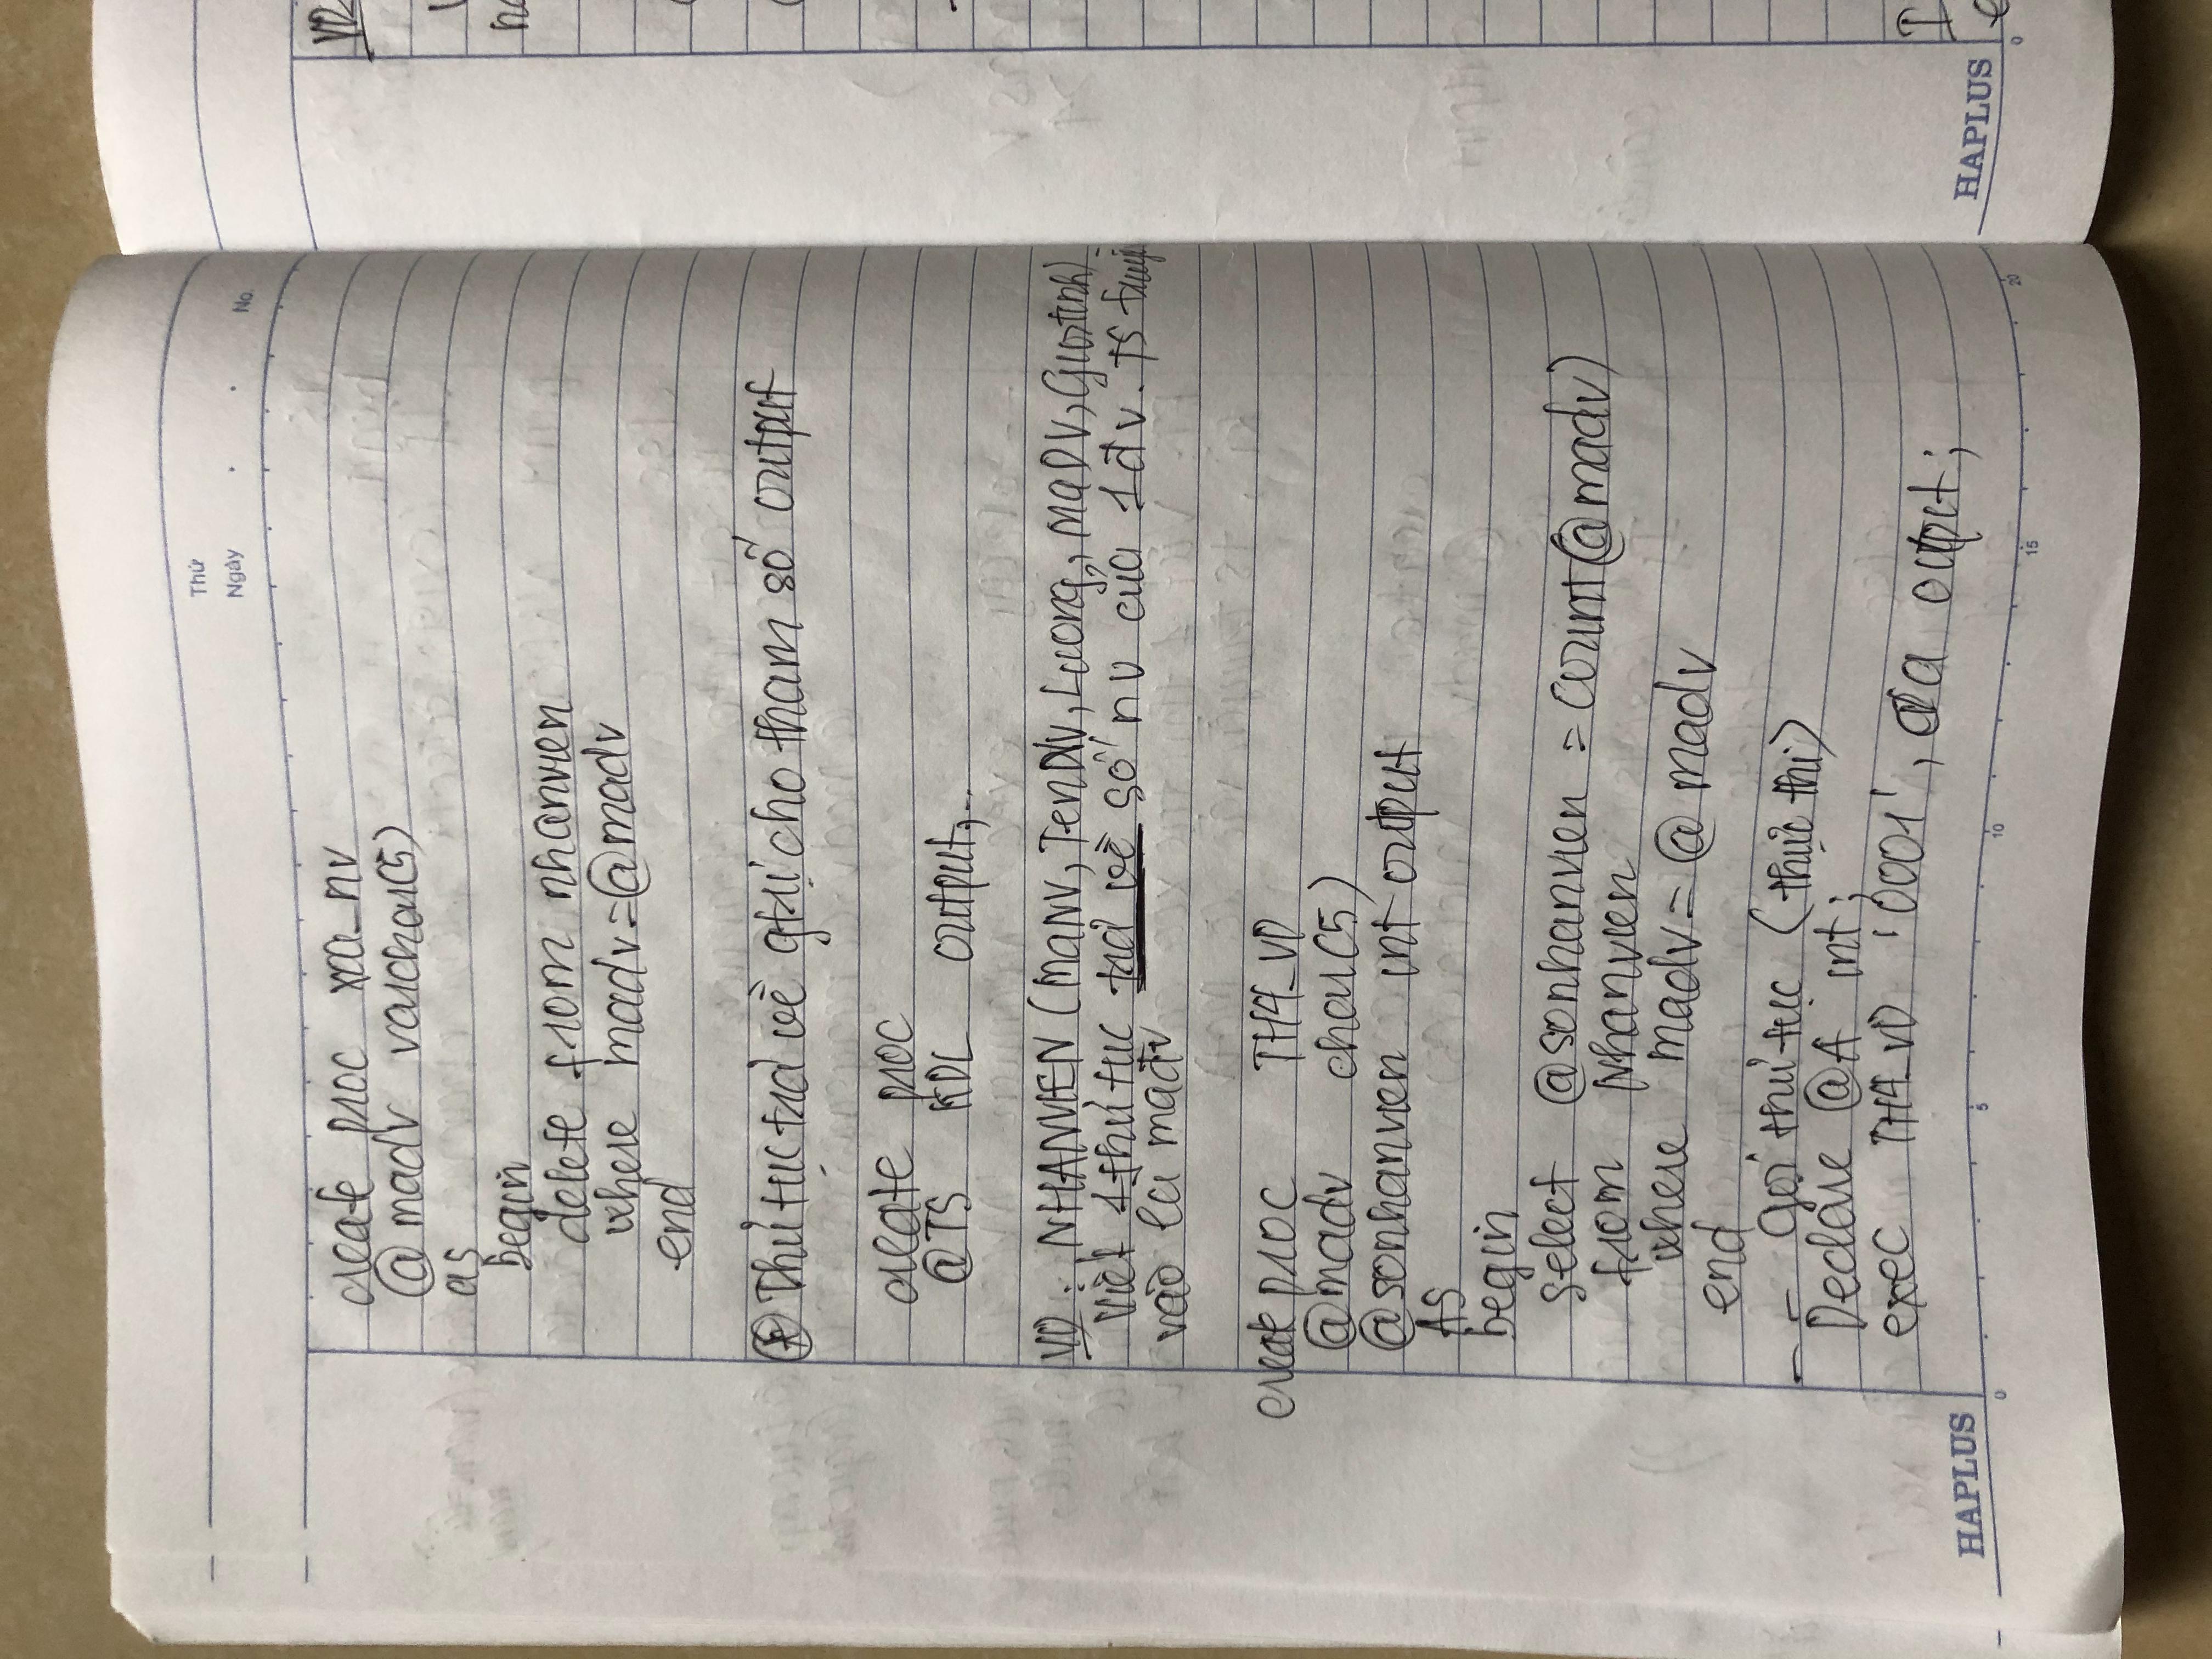 Thứ
Ngày
No.
create proc xoa_nv
@madv varchar(5)
as
begin
delete from nhanvien
where madv=@madv
end
* Thủ tục trả về gtrị cho tham số output
create proc
@TS KDL output,..
VD: NHANVIEN (MaNV, TenDV, Luong, MaDV, Gioitinh)
Viết 1 thủ tục trả về số nv của 1 đv. TS truyền
vào là mađv
create proc TH4_VD
@madv char(5)
@sonhanvien int output
AS
begin
select @sonhanvien = count(@madv)
from Nhanvien
where madv = @madv
end
-- gọi thủ tục (thực thi)
Declare @A int;
exec TH4_VD '0001', @a output;
HAPLUS
0 5 10 15 20
VD
HAPLUS
0